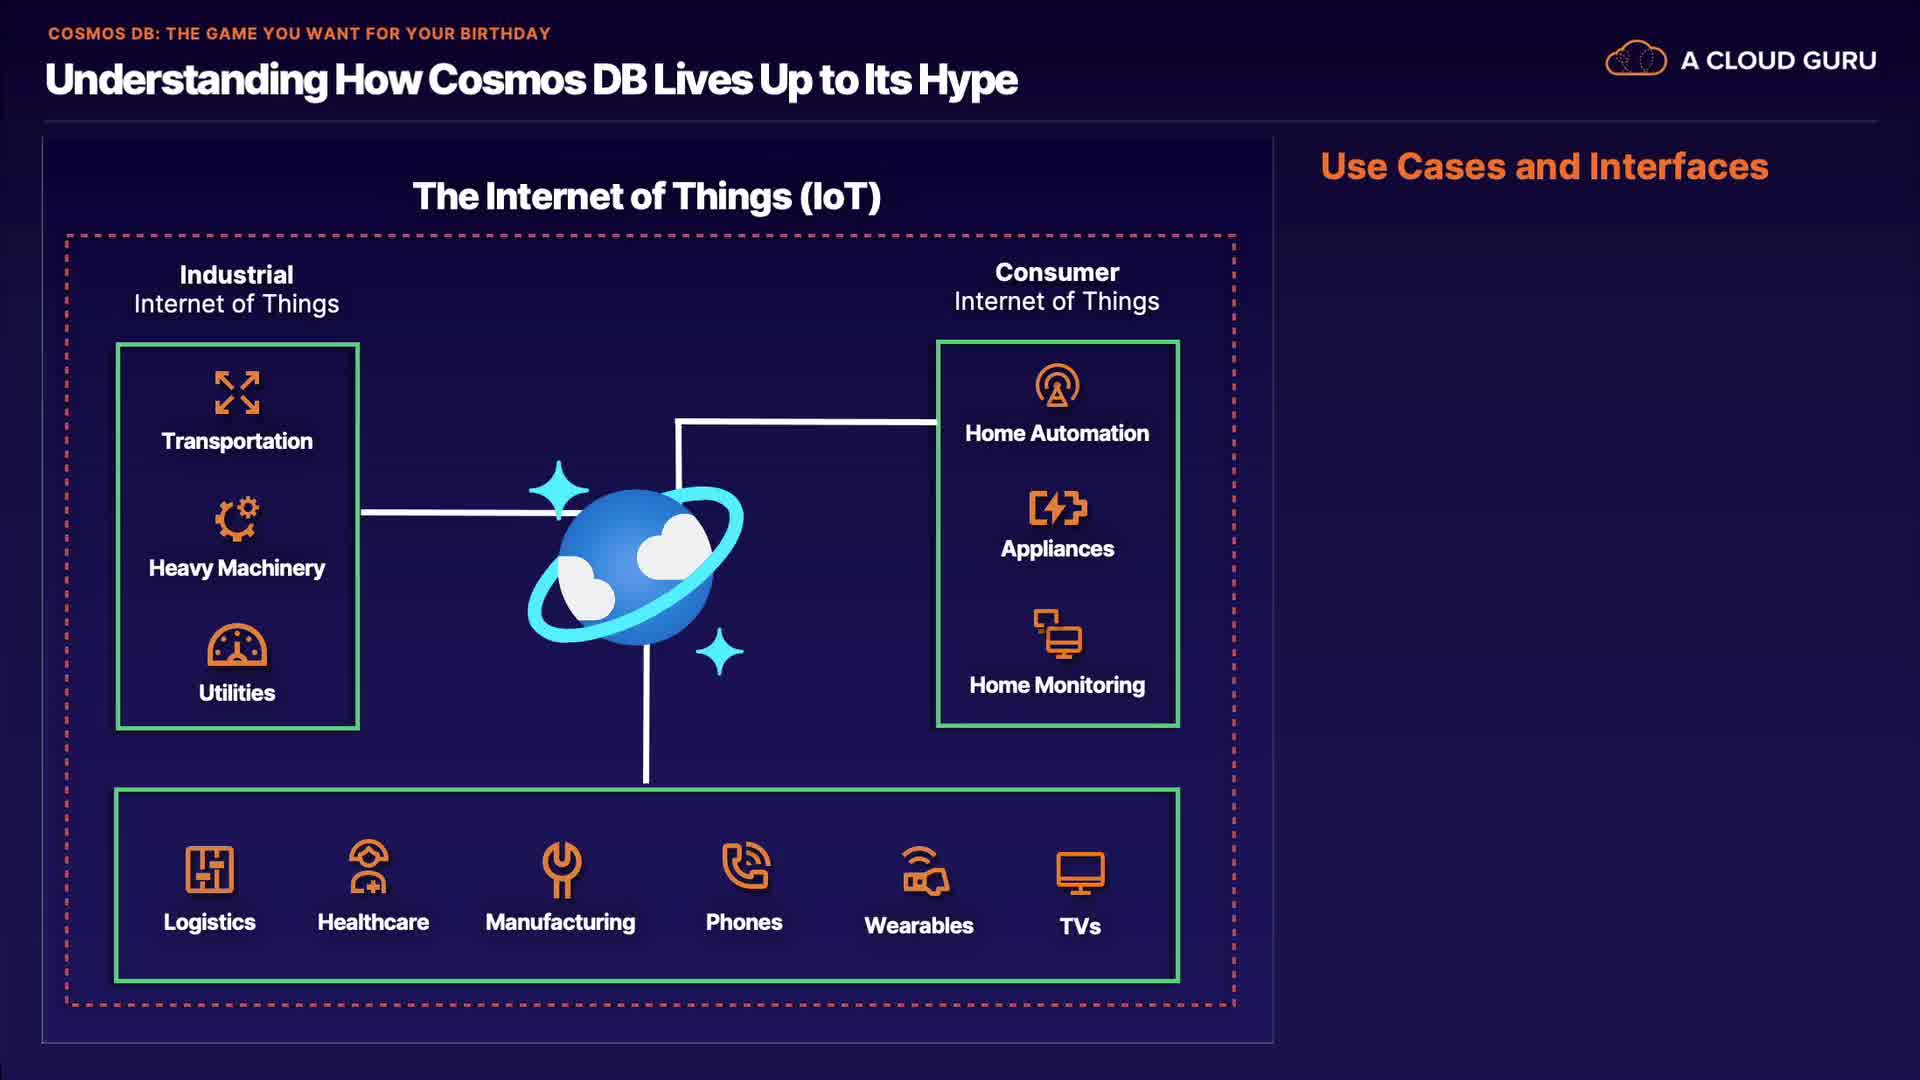 COSMOS DB: THE GAME YOU WANT FOR YOUR BIRTHDAY
Understanding How Cosmos DB Lives Up to Its Hype
A CLOUD GURU
The Internet of Things (IoT)
Industrial
Internet of Things
Transportation
Heavy Machinery
Utilities
Consumer
Internet of Things
Home Automation
Appliances
Home Monitoring
Logistics
Healthcare
Manufacturing
Phones
Wearables
TVs
Use Cases and Interfaces